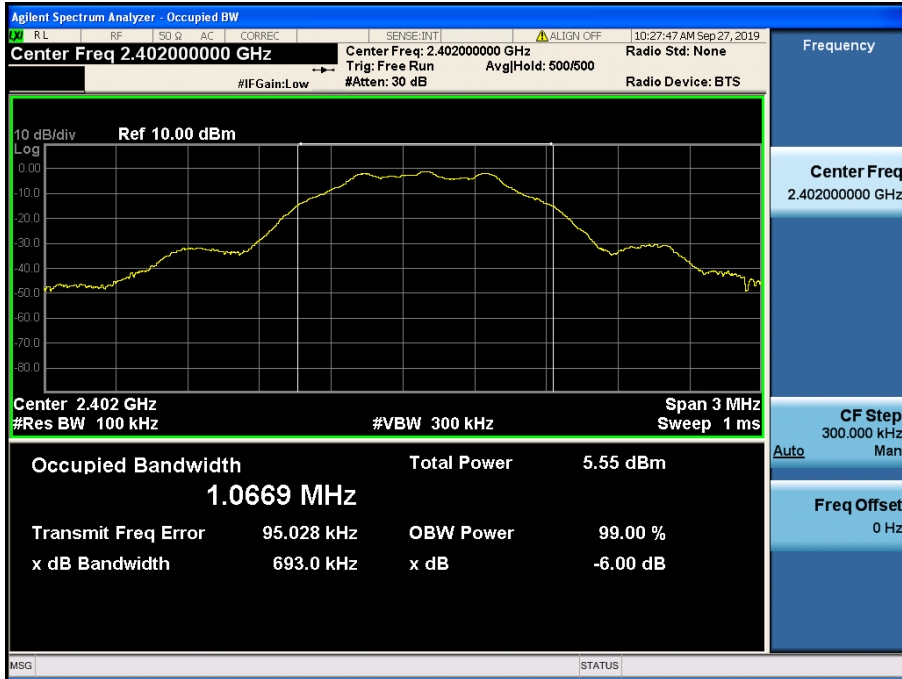 Agilent Spectrum Analyzer - Occupied BW
LXI RL RF 50 Ω AC CORREC SENSE:INT ALIGN OFF 10:27:47 AM Sep 27, 2019
Center Freq 2.402000000 GHz
Center Freq: 2.402000000 GHz Radio Std: None
Trig: Free Run Avg|Hold: 500/500
#IFGain:Low #Atten: 30 dB Radio Device: BTS
10 dB/div Ref 10.00 dBm
Log
0.00
-10.0
-20.0
-30.0
-40.0
-50.0
-60.0
-70.0
-80.0
Center 2.402 GHz Span 3 MHz
#Res BW 100 kHz #VBW 300 kHz Sweep 1 ms
Occupied Bandwidth Total Power 5.55 dBm
1.0669 MHz
Transmit Freq Error 95.028 kHz OBW Power 99.00 %
x dB Bandwidth 693.0 kHz x dB -6.00 dB
MSG STATUS
Frequency
Center Freq
2.402000000 GHz
CF Step
300.000 kHz
Auto Man
Freq Offset
0 Hz